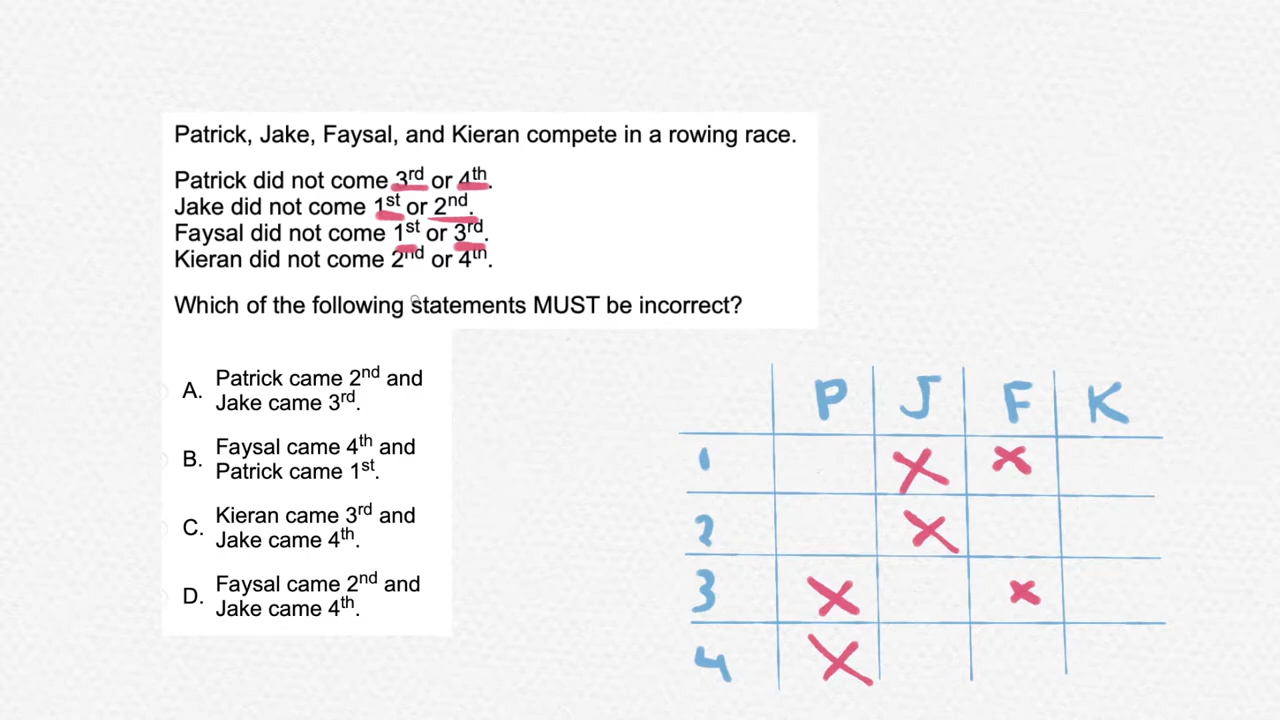 Patrick, Jake, Faysal, and Kieran compete in a rowing race.
Patrick did not come 3rd or 4th.
Jake did not come 1st or 2nd.
Faysal did not come 1st or 3rd.
Kieran did not come 2nd or 4th.
Which of the following statements MUST be incorrect?
A. Patrick came 2nd and
Jake came 3rd.
B. Faysal came 4th and
Patrick came 1st.
C. Kieran came 3rd and
Jake came 4th.
D. Faysal came 2nd and
Jake came 4th.
P J F K
1 X X
2 X
3 X X
4 X